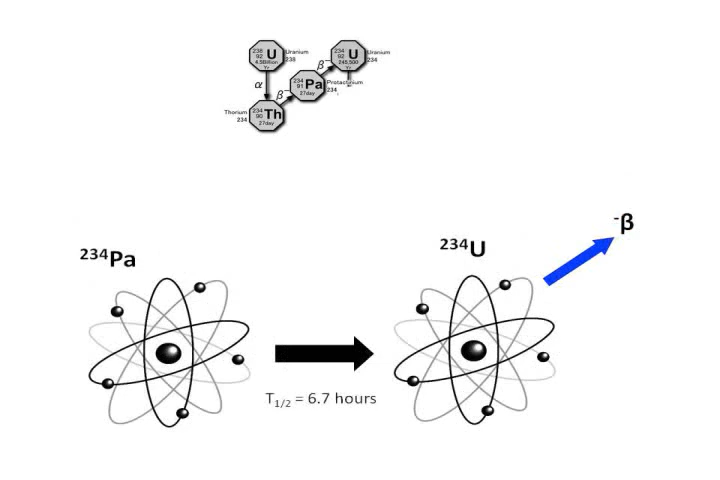 238
92 U
4.5Billion
Yr
Uranium
238
α
Thorium
234
234
90 Th
27day
β⁻
234
91 Pa
27day
Protactinium
234
β⁻
234
92 U
245,500
Yr
Uranium
234
²³⁴Pa
T₁/₂ = 6.7 hours
²³⁴U
⁻β